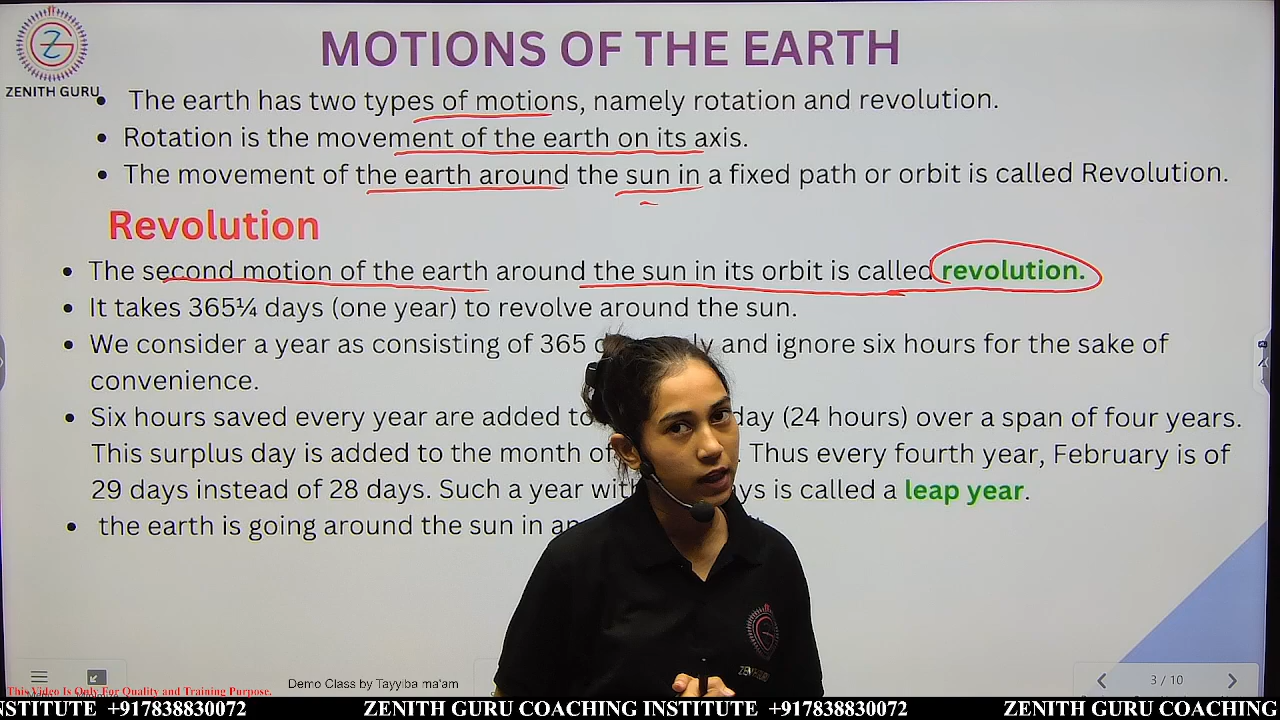 MOTIONS OF THE EARTH
ZENITH GURU
• The earth has two types of motions, namely rotation and revolution.
• Rotation is the movement of the earth on its axis.
• The movement of the earth around the sun in a fixed path or orbit is called Revolution.
Revolution
• The second motion of the earth around the sun in its orbit is called revolution.
• It takes 365¼ days (one year) to revolve around the sun.
• We consider a year as consisting of 365 and ignore six hours for the sake of
convenience.
• Six hours saved every year are added to day (24 hours) over a span of four years.
This surplus day is added to the month of Thus every fourth year, February is of
29 days instead of 28 days. Such a year with is called a leap year.
• the earth is going around the sun in an
ZENITH
Demo Class by Tayyiba ma'am
3 / 10
This Video Is Only For Quality and Training Purpose.
NSTITUTE +917838830072 ZENITH GURU COACHING INSTITUTE +917838830072 ZENITH GURU COACHING